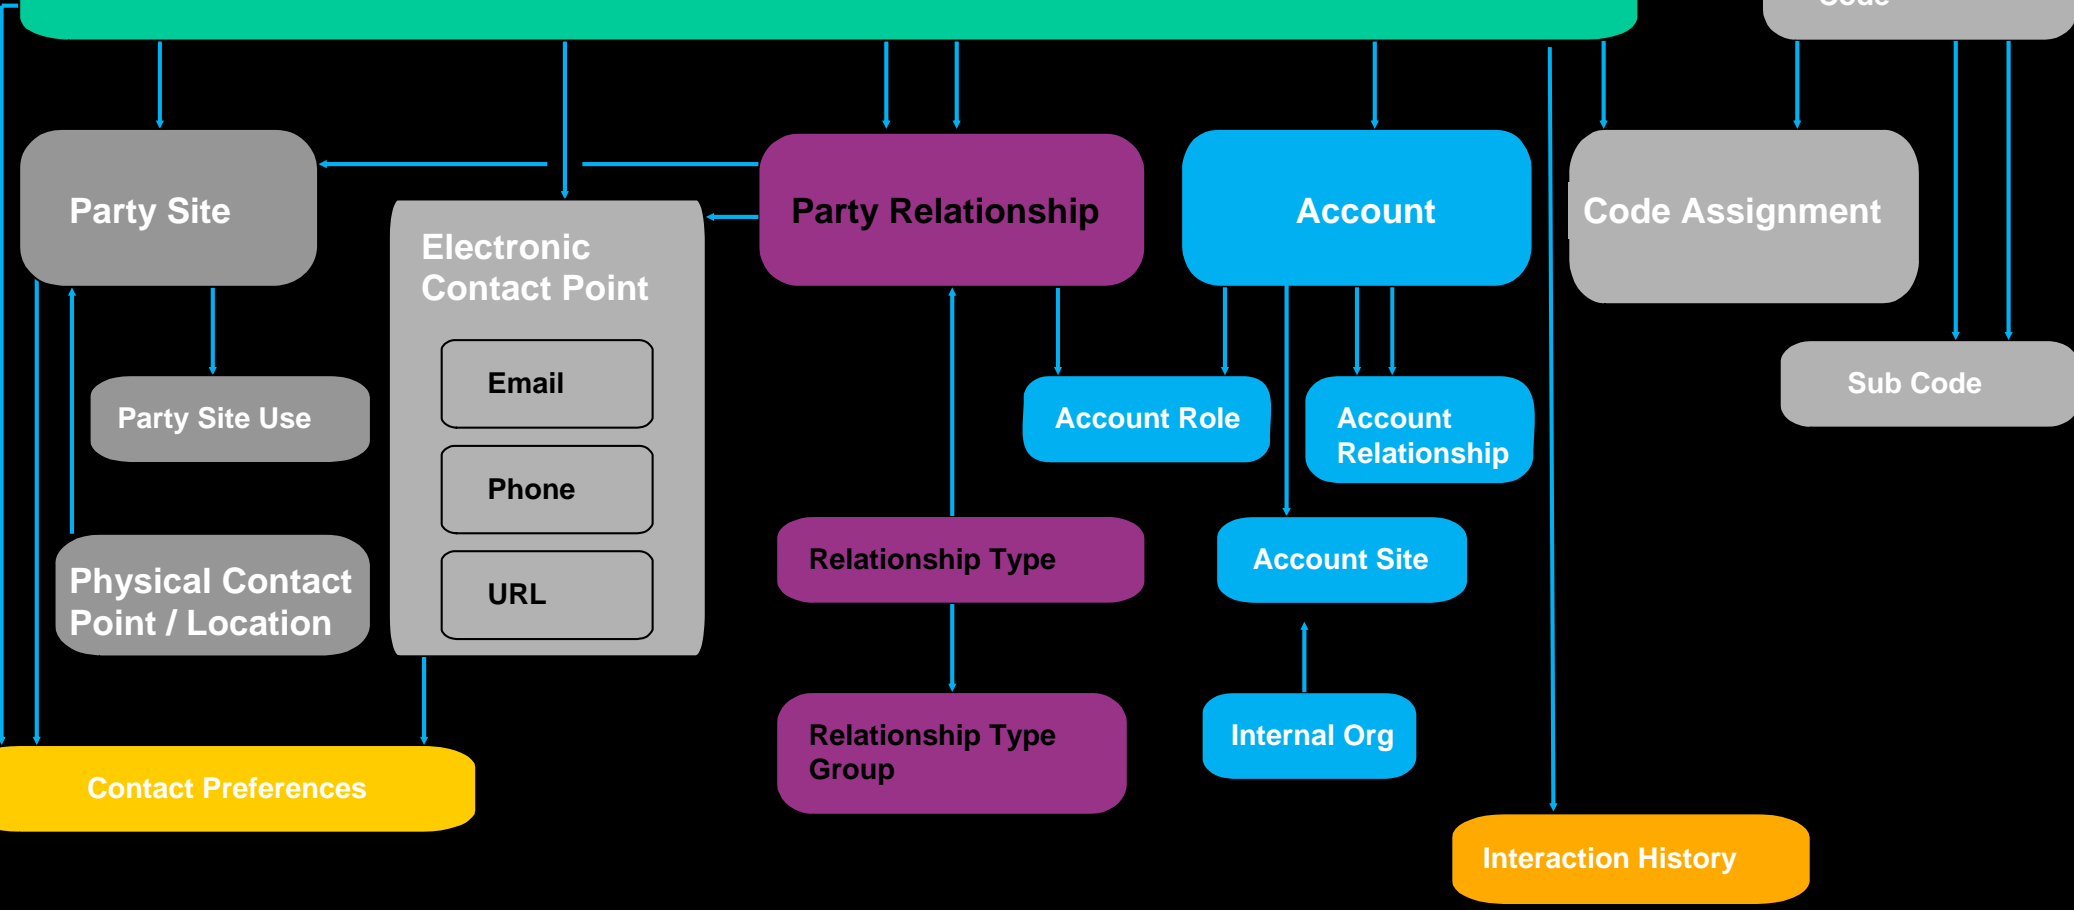 Code
Party Site
Electronic
Contact Point
Party Relationship
Account
Code Assignment
Email
Phone
URL
Party Site Use
Account Role
Account
Relationship
Sub Code
Physical Contact
Point / Location
Relationship Type
Account Site
Relationship Type
Group
Internal Org
Contact Preferences
Interaction History